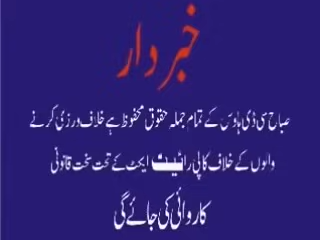 خبردار
صباح سی ڈی ہاؤس کے تمام جملہ حقوق محفوظ ہے خلاف ورزی کرنے
والوں کے خلاف کاپی رائیٹ ایکٹ کے تحت سخت قانونی
کاروائی کی جائے گی